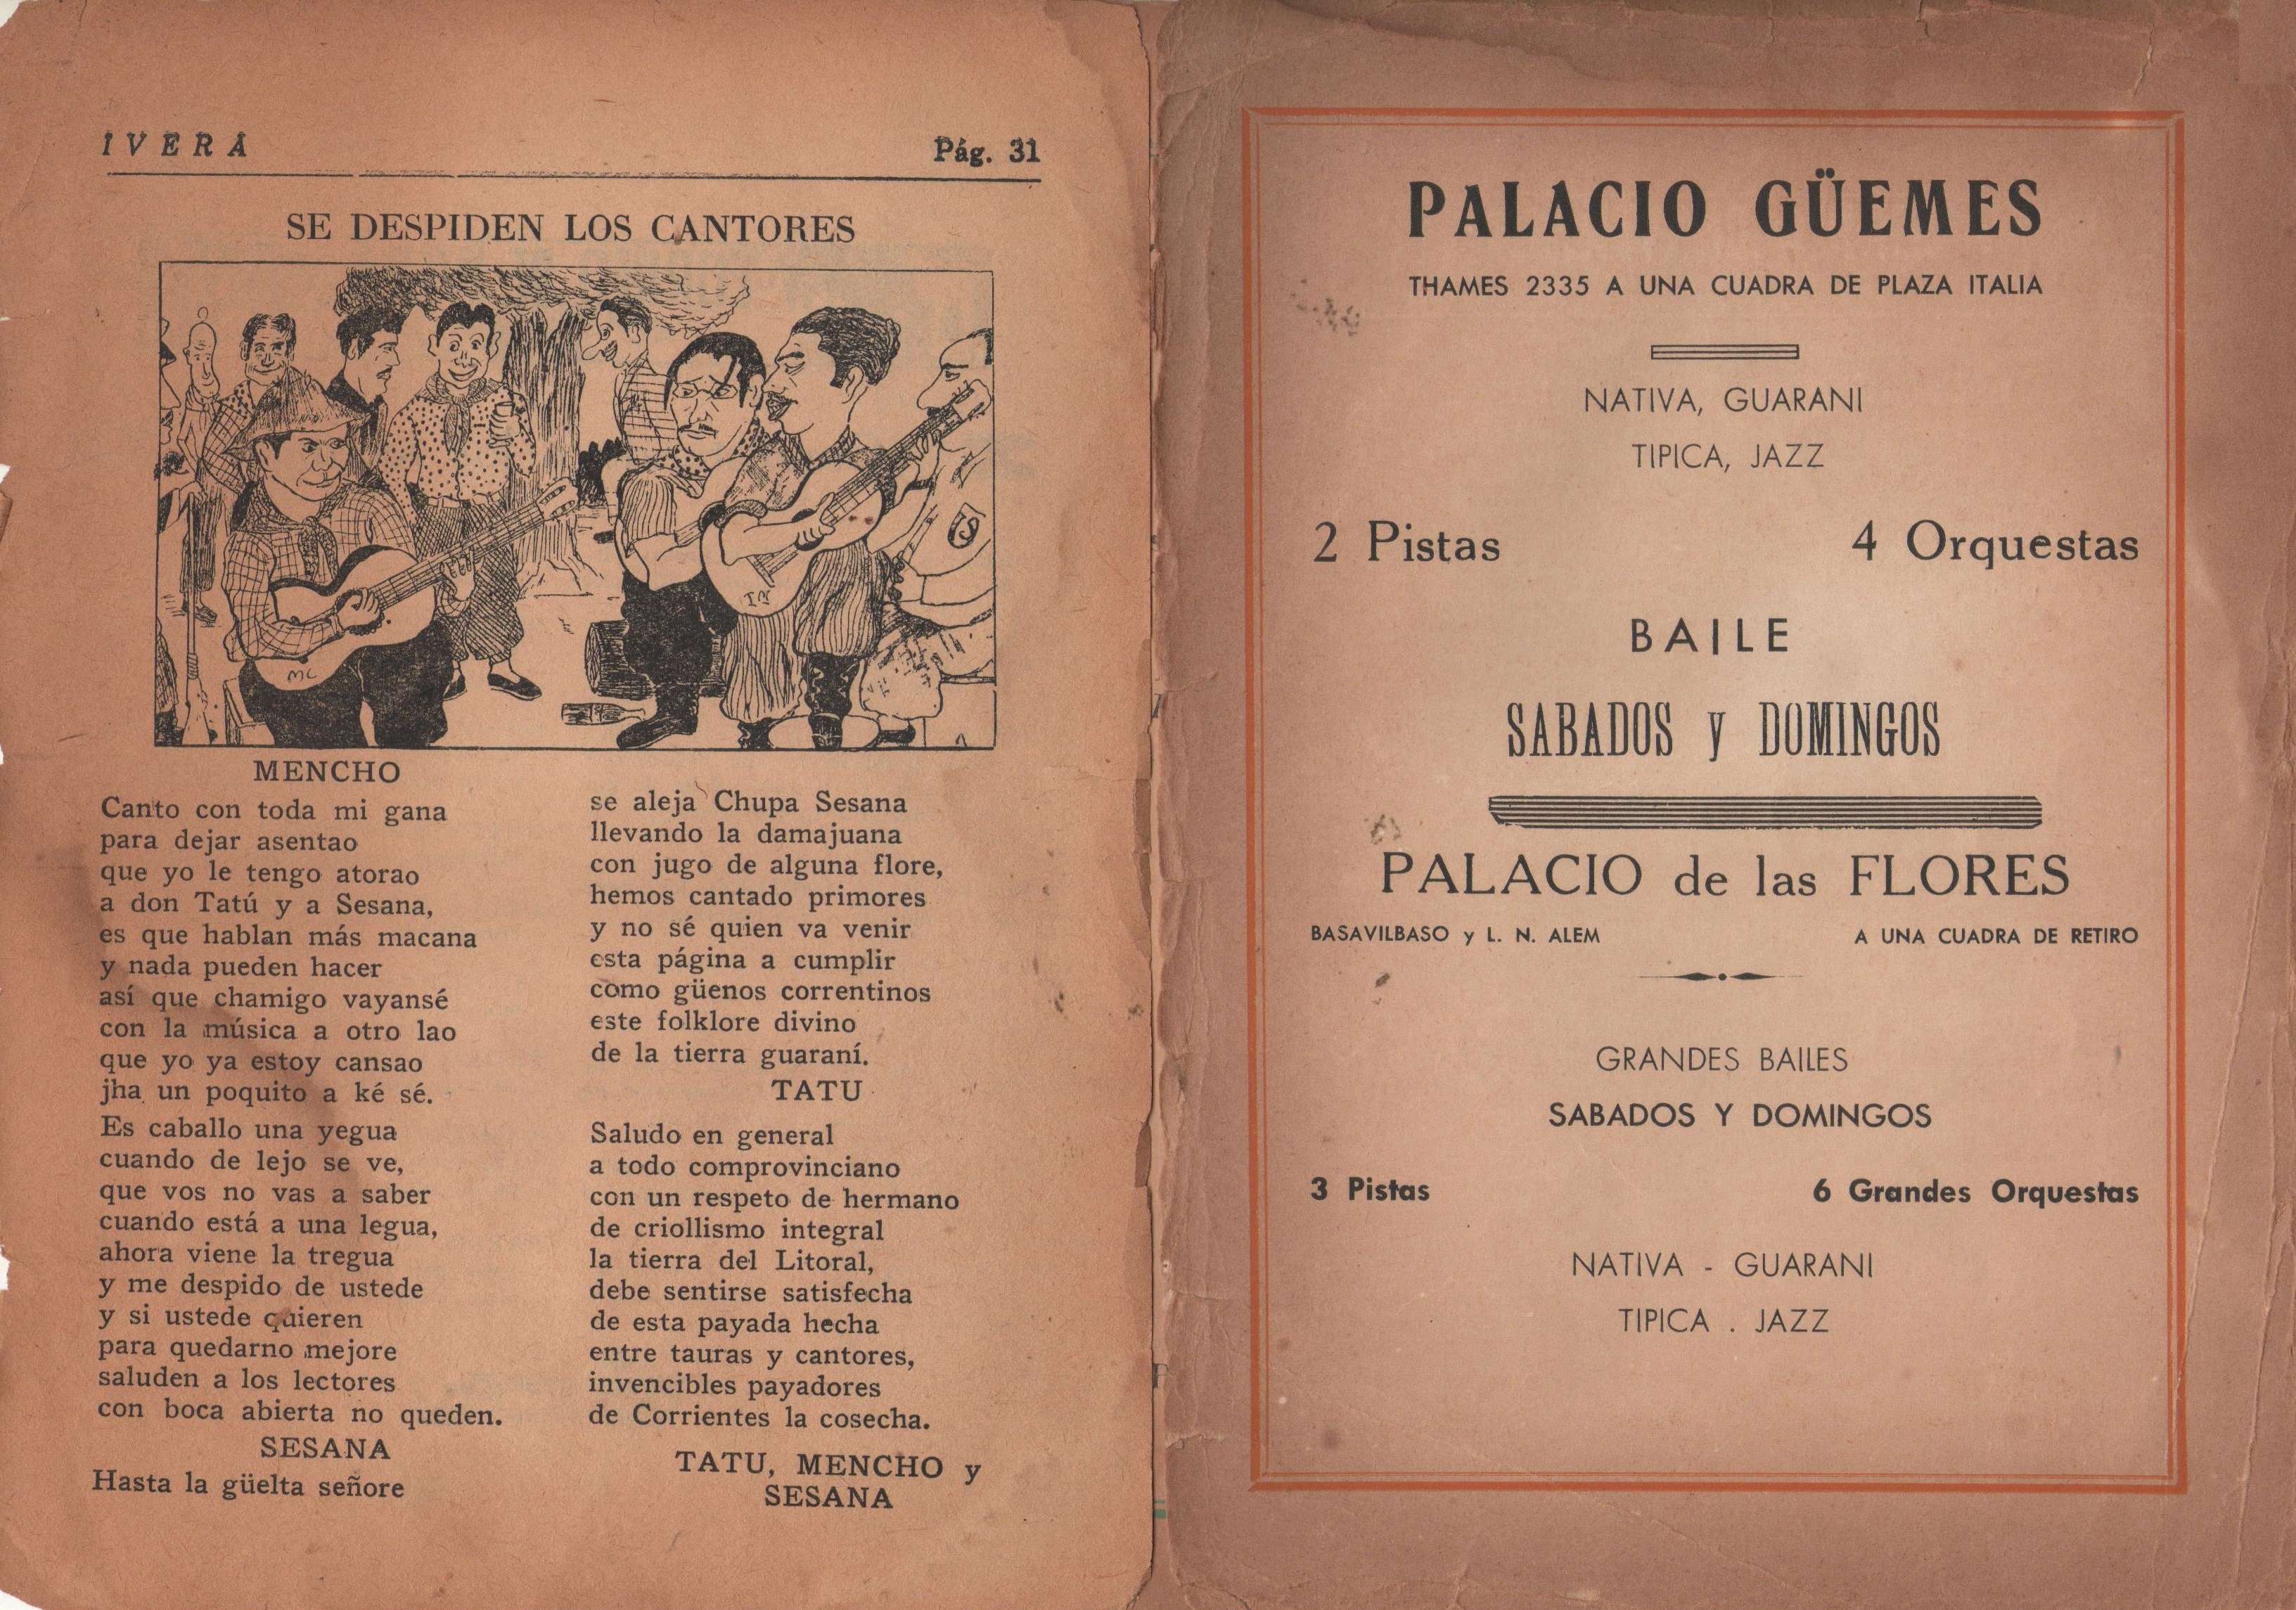 IVERÁ
Pág. 31
SE DESPIDEN LOS CANTORES
MC
MENCHO
Canto con toda mi gana
para dejar asentao
que yo le tengo atorao
a don Tatú y a Sesana,
es que hablan más macana
y nada pueden hacer
así que chamigo vayansé
con la música a otro lao
que yo ya estoy cansao
jha un poquito a ké sé.
Es caballo una yegua
cuando de lejo se ve,
que vos no vas a saber
cuando está a una legua,
ahora viene la tregua
y me despido de ustede
y si ustede quieren
para quedarno mejore
saluden a los lectores
con boca abierta no queden.
SESANA
Hasta la güelta señore
se aleja Chupa Sesana
llevando la damajuana
con jugo de alguna flore,
hemos cantado primores
y no sé quien va venir
esta página a cumplir
como güenos correntinos
este folklore divino
de la tierra guaraní.
TATU
Saludo en general
a todo comprovinciano
con un respeto de hermano
de criollismo integral
la tierra del Litoral,
debe sentirse satisfecha
de esta payada hecha
entre tauras y cantores,
invencibles payadores
de Corrientes la cosecha.
TATU, MENCHO y
SESANA
PALACIO GÜEMES
THAMES 2335 A UNA CUADRA DE PLAZA ITALIA
NATIVA, GUARANI
TIPICA, JAZZ
2 Pistas 4 Orquestas
BAILE
SABADOS y DOMINGOS
PALACIO de las FLORES
BASAVILBASO y L. N. ALEM A UNA CUADRA DE RETIRO
GRANDES BAILES
SABADOS Y DOMINGOS
3 Pistas 6 Grandes Orquestas
NATIVA - GUARANI
TIPICA . JAZZ